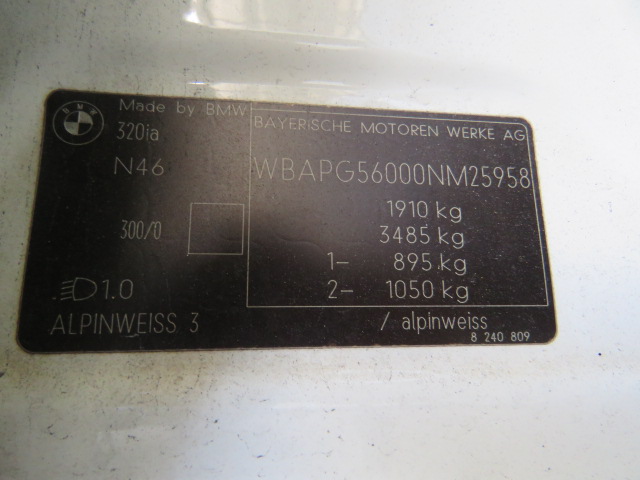 BMW
Made by BMW
320ia
BAYERISCHE MOTOREN WERKE AG
N46
WBAPG56000NM25958
1910 kg
300/0
3485 kg
1- 895 kg
1.0
2- 1050 kg
ALPINWEISS 3 / alpinweiss
8 240 809